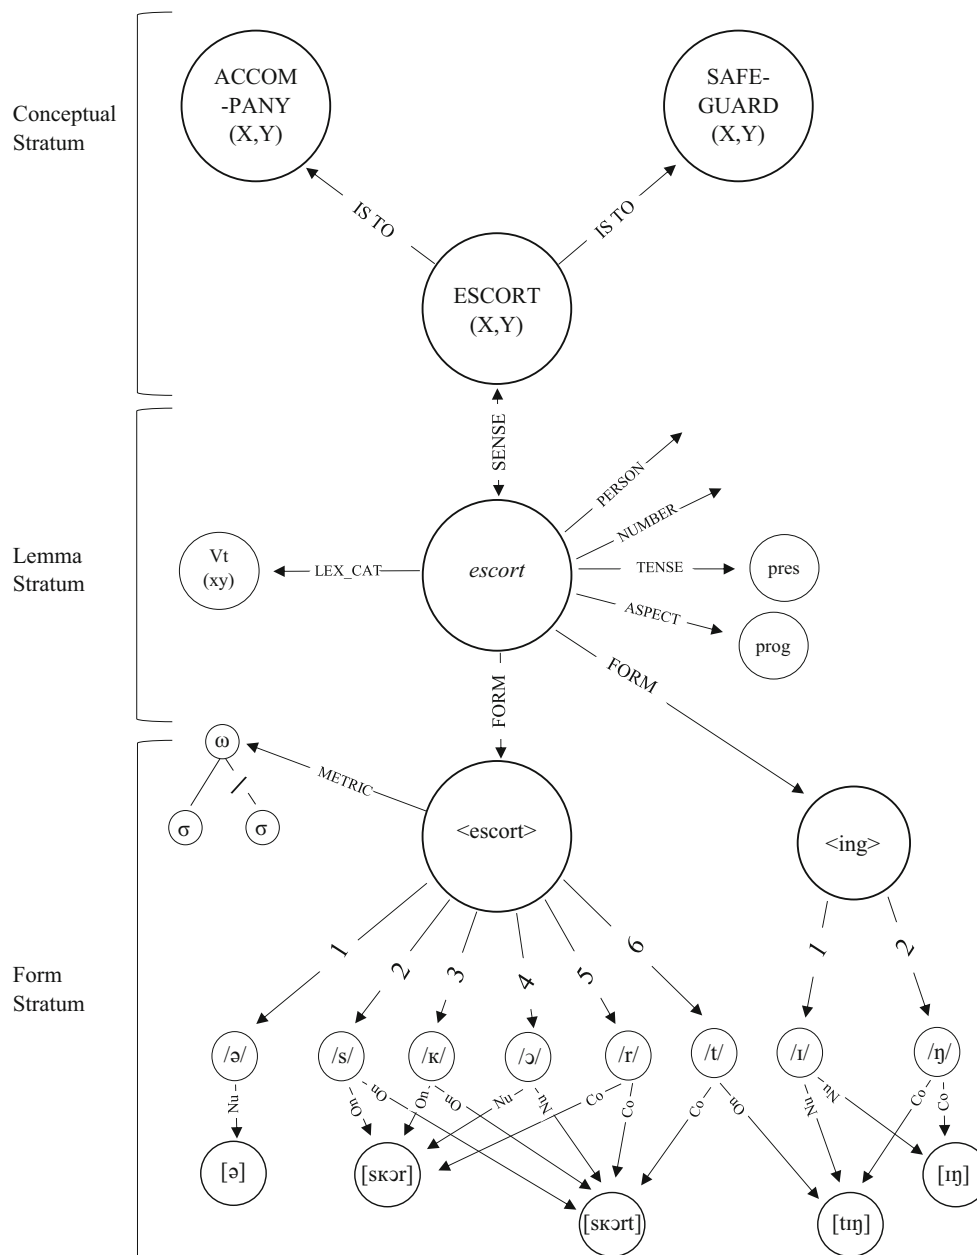 ACCOM
-PANY
(X,Y)
SAFE-
GUARD
(X,Y)
Conceptual
Stratum
IS TO
IS TO
ESCORT
(X,Y)
SENSE
PERSON
NUMBER
Lemma
Stratum
Vt
(xy)
LEX_CAT
escort
TENSE
pres
ASPECT
prog
FORM
FORM
ω
σ
σ
METRIC
<escort>
<ing>
1
2
3
4
5
6
1
2
Form
Stratum
/ə/
/s/
/ĸ/
/ɔ/
/r/
/t/
/ɪ/
/ŋ/
Nu
On
On
On
On
Nu
Nu
Co
Co
Co
On
Nu
Nu
Co
Co
[ə]
[sĸɔr]
[ɪŋ]
[sĸɔrt]
[tɪŋ]